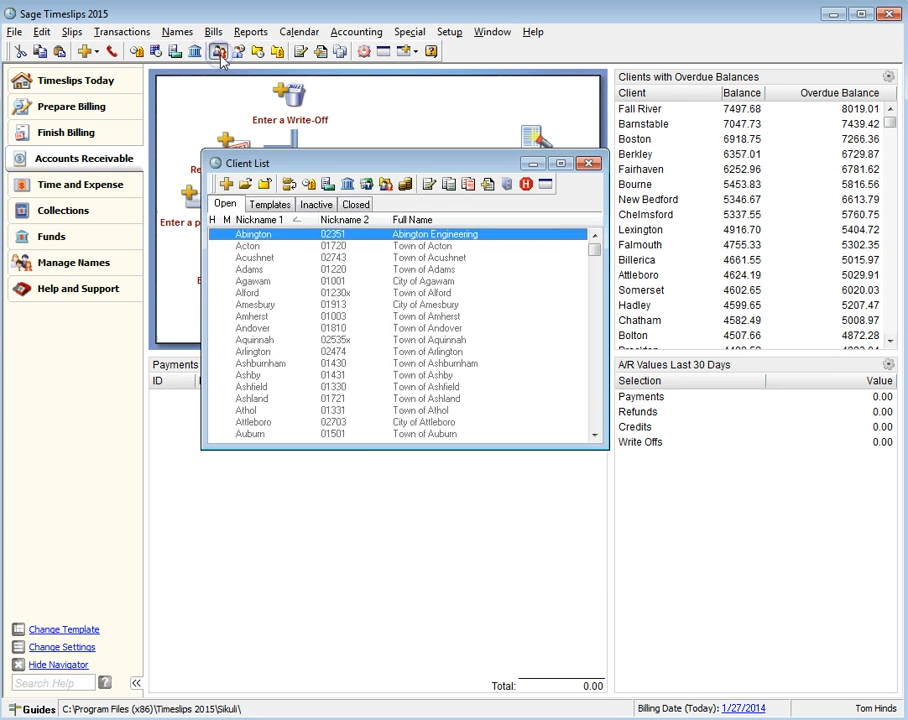 Sage Timeslips 2015
File Edit Slips Transactions Names Bills Reports Calendar Accounting Special Setup Window Help
Timeslips Today
Prepare Billing
Finish Billing
Accounts Receivable
Time and Expense
Collections
Funds
Manage Names
Help and Support
Change Template
Change Settings
Hide Navigator
Search Help
Enter a Write-Off
Re
Enter a p
Payments
ID
Total: 0.00
Client List
Open Templates Inactive Closed
H M Nickname 1 Nickname 2 Full Name
Abington 02351 Abington Engineering
Acton 01720 Town of Acton
Acushnet 02743 Town of Acushnet
Adams 01220 Town of Adams
Agawam 01001 City of Agawam
Alford 01230x Town of Alford
Amesbury 01913 City of Amesbury
Amherst 01003 Town of Amherst
Andover 01810 Town of Andover
Aquinnah 02535x Town of Aquinnah
Arlington 02474 Town of Arlington
Ashburnham 01430 Town of Ashburnham
Ashby 01431 Town of Ashby
Ashfield 01330 Town of Ashfield
Ashland 01721 Town of Ashland
Athol 01331 Town of Athol
Attleboro 02703 City of Attleboro
Auburn 01501 Town of Auburn
Clients with Overdue Balances
Client Balance Overdue Balance
Fall River 7497.68 8019.01
Barnstable 7047.73 7439.42
Boston 6918.75 7266.36
Berkley 6357.01 6729.87
Fairhaven 6252.96 6781.62
Bourne 5453.83 5816.56
New Bedford 5346.67 6613.79
Chelmsford 5337.55 5760.75
Lexington 4916.70 5404.72
Falmouth 4755.33 5302.35
Billerica 4661.55 5015.97
Attleboro 4624.19 5029.91
Somerset 4602.65 6020.03
Hadley 4599.65 5207.47
Chatham 4582.49 5008.97
Bolton 4507.66 4872.28
A/R Values Last 30 Days
Selection Value
Payments 0.00
Refunds 0.00
Credits 0.00
Write Offs 0.00
Guides C:\Program Files (x86)\Timeslips 2015\Sikuli\ Billing Date (Today): 1/27/2014 Tom Hinds